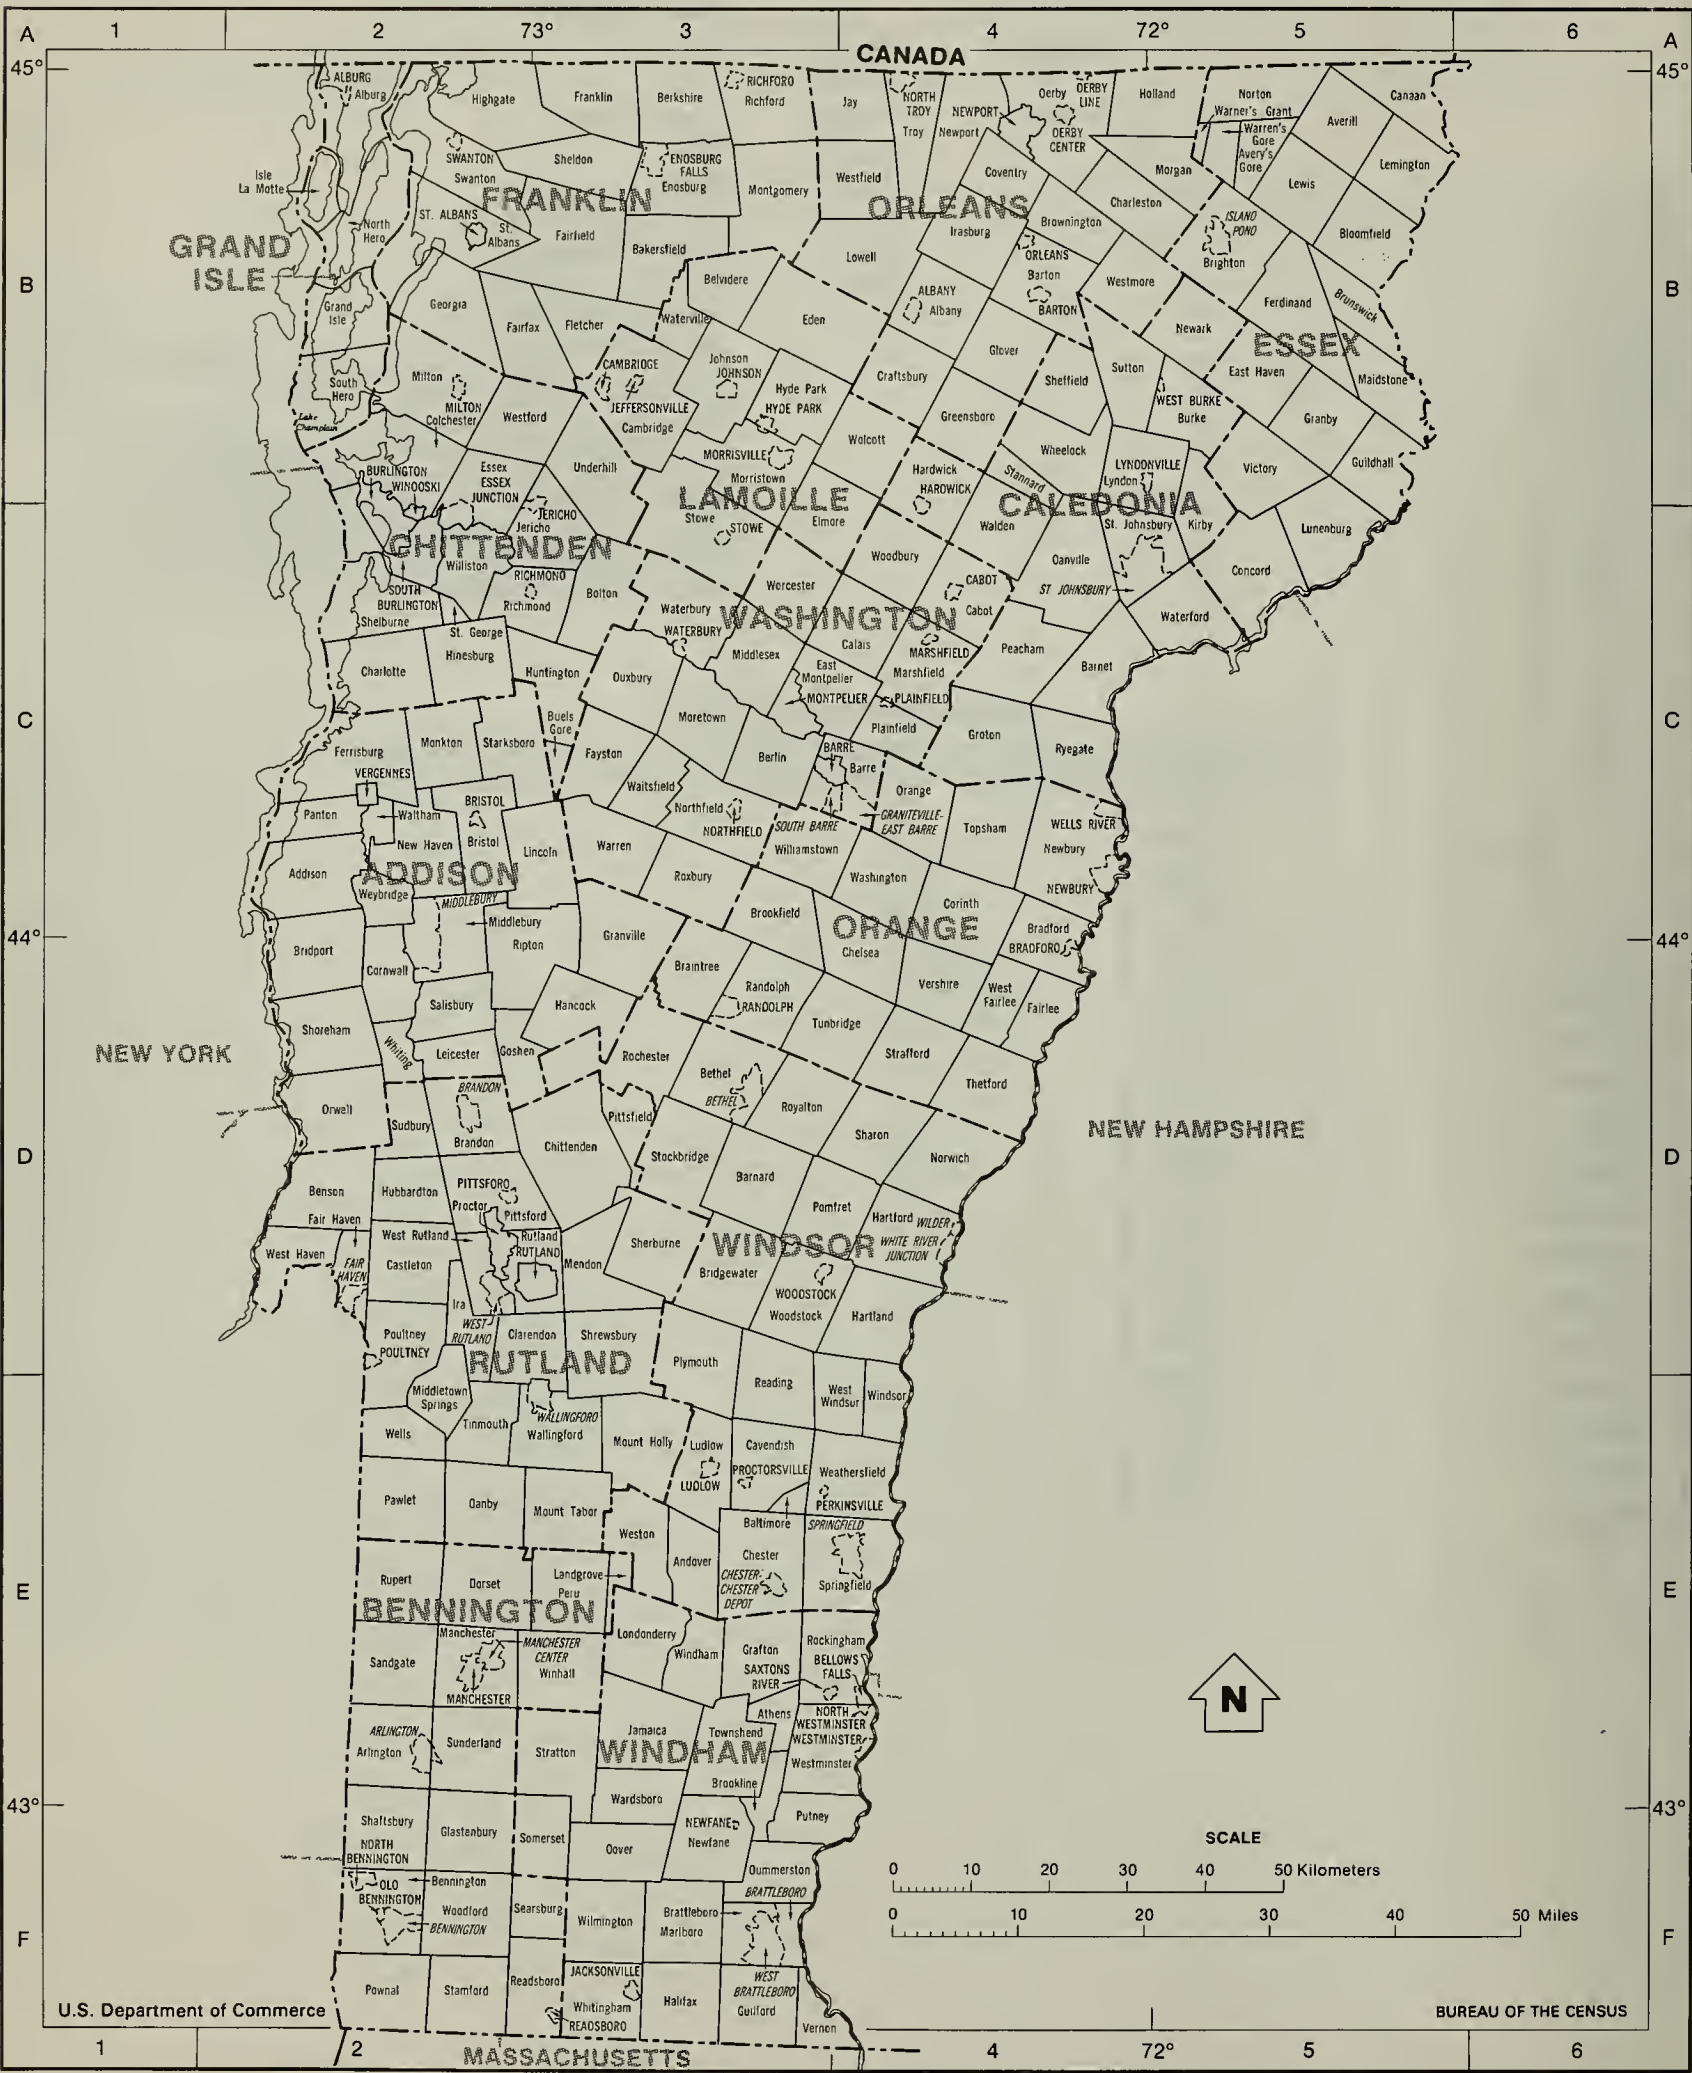 A 1 2 73° 3 4 72° 5 6 A
CANADA
45° 45°
ALBURG
Alburg
Highgate
Franklin
Berkshire
RICHFORD
Richford
Jay
NORTH
TROY
Troy
NEWPORT
Newport
Derby
DERBY
LINE
DERBY
CENTER
Holland
Norton
Warner's Grant
Warren's
Gore
Avery's
Gore
Averill
Canaan
Lemington
Lewis
Bloomfield
Morgan
Charleston
Coventry
Brownington
Westfield
Montgomery
ENOSBURG
FALLS
Enosburg
Sheldon
SWANTON
Swanton
Isle
La Motte
North
Hero
ST. ALBANS
St.
Albans
FRANKLIN
Fairfield
Bakersfield
ORLEANS
Irasburg
ORLEANS
Barton
BARTON
ISLAND
POND
Brighton
GRAND
ISLE
B B
Grand
Isle
Georgia
Fairfax
Fletcher
Waterville
Belvidere
Eden
Lowell
ALBANY
Albany
Westmore
Newark
Ferdinand
Brunswick
ESSEX
Maidstone
East Haven
Granby
Guildhall
Victory
South
Hero
Lake
Champlain
Milton
MILTON
Colchester
Westford
CAMBRIDGE
JEFFERSONVILLE
Cambridge
Johnson
JOHNSON
Hyde Park
HYDE PARK
Craftsbury
Glover
Greensboro
Sheffield
Sutton
WEST BURKE
Burke
Wheelock
Stannard
LYNDONVILLE
Lyndon
Wolcott
Hardwick
HARDWICK
MORRISVILLE
Morristown
LAMOILLE
Stowe
STOWE
Elmore
CALEDONIA
Walden
St. Johnsbury
Kirby
Lunenburg
Concord
BURLINGTON
WINOOSKI
Essex
ESSEX
JUNCTION
Underhill
JERICHO
Jericho
CHITTENDEN
Williston
RICHMOND
Richmond
Bolton
SOUTH
BURLINGTON
Shelburne
St. George
Woodbury
Danville
ST JOHNSBURY
Waterford
Worcester
CABOT
Cabot
Waterbury
WATERBURY
WASHINGTON
Calais
MARSHFIELD
Marshfield
Peacham
Barnet
Middlesex
East
Montpelier
MONTPELIER
PLAINFIELD
Plainfield
Charlotte
Hinesburg
Huntington
Duxbury
Moretown
Groton
Ryegate
C C
Ferrisburg
Monkton
Starksboro
Buels
Gore
Fayston
Waitsfield
Berlin
BARRE
Barre
Orange
VERGENNES
Panton
Waltham
New Haven
BRISTOL
Bristol
Lincoln
Warren
Northfield
NORTHFIELD
SOUTH BARRE
GRANITEVILLE-
EAST BARRE
Topsham
WELLS RIVER
Newbury
NEWBURY
Williamstown
Washington
Roxbury
Addison
ADDISON
Weybridge
MIDDLEBURY
Middlebury
Ripton
Granville
Brookfield
ORANGE
Chelsea
Corinth
Bradford
BRADFORD
44° 44°
Bridport
Cornwall
Salisbury
Hancock
Braintree
Randolph
RANDOLPH
Vershire
West
Fairlee
Fairlee
Tunbridge
NEW YORK
Shoreham
Whiting
Leicester
Goshen
Rochester
Strafford
Thetford
BRANDON
Bethel
BETHEL
Royalton
Orwell
Sudbury
Brandon
Pittsfield
Sharon
NEW HAMPSHIRE
D D
Chittenden
Stockbridge
Barnard
Norwich
Benson
Hubbardton
PITTSFORD
Proctor
Pittsford
Pomfret
Hartford
WILDER
WHITE RIVER
JUNCTION
Fair Haven
West Rutland
Rutland
RUTLAND
West Haven
FAIR
HAVEN
Castleton
Mendon
Sherburne
WINDSOR
Bridgewater
WOODSTOCK
Woodstock
Hartland
Ira
WEST
RUTLAND
Clarendon
Shrewsbury
Poultney
POULTNEY
RUTLAND
Plymouth
Reading
West
Windsor
Windsor
Middletown
Springs
Tinmouth
WALLINGFORD
Wallingford
Wells
Mount Holly
Ludlow
LUDLOW
Cavendish
PROCTORSVILLE
Weathersfield
PERKINSVILLE
Pawlet
Danby
Mount Tabor
Weston
Andover
Baltimore
SPRINGFIELD
Chester
CHESTER-
CHESTER
DEPOT
Springfield
E E
Rupert
Dorset
Landgrove
Peru
BENNINGTON
Manchester
MANCHESTER
CENTER
Winhall
MANCHESTER
Sandgate
Londonderry
Windham
Grafton
SAXTONS
RIVER
Rockingham
BELLOWS
FALLS
Athens
NORTH
WESTMINSTER
WESTMINSTER
Westminster
N
ARLINGTON
Arlington
Sunderland
Stratton
Jamaica
WINDHAM
Townshend
Brookline
Wardsboro
43° 43°
Shaftsbury
NORTH
BENNINGTON
Glastenbury
Somerset
Dover
NEWFANE
Newfane
Putney
Dummerston
BRATTLEBORO
OLD
BENNINGTON
Bennington
Woodford
BENNINGTON
Searsburg
Wilmington
Brattleboro
Marlboro
SCALE
0 10 20 30 40 50 Kilometers
0 10 20 30 40 50 Miles
F F
Pownal
Stamford
Readsboro
READSBORO
JACKSONVILLE
Whitingham
Halifax
WEST
BRATTLEBORO
Guilford
Vernon
U.S. Department of Commerce
BUREAU OF THE CENSUS
MASSACHUSETTS
1 2 4 72° 5 6